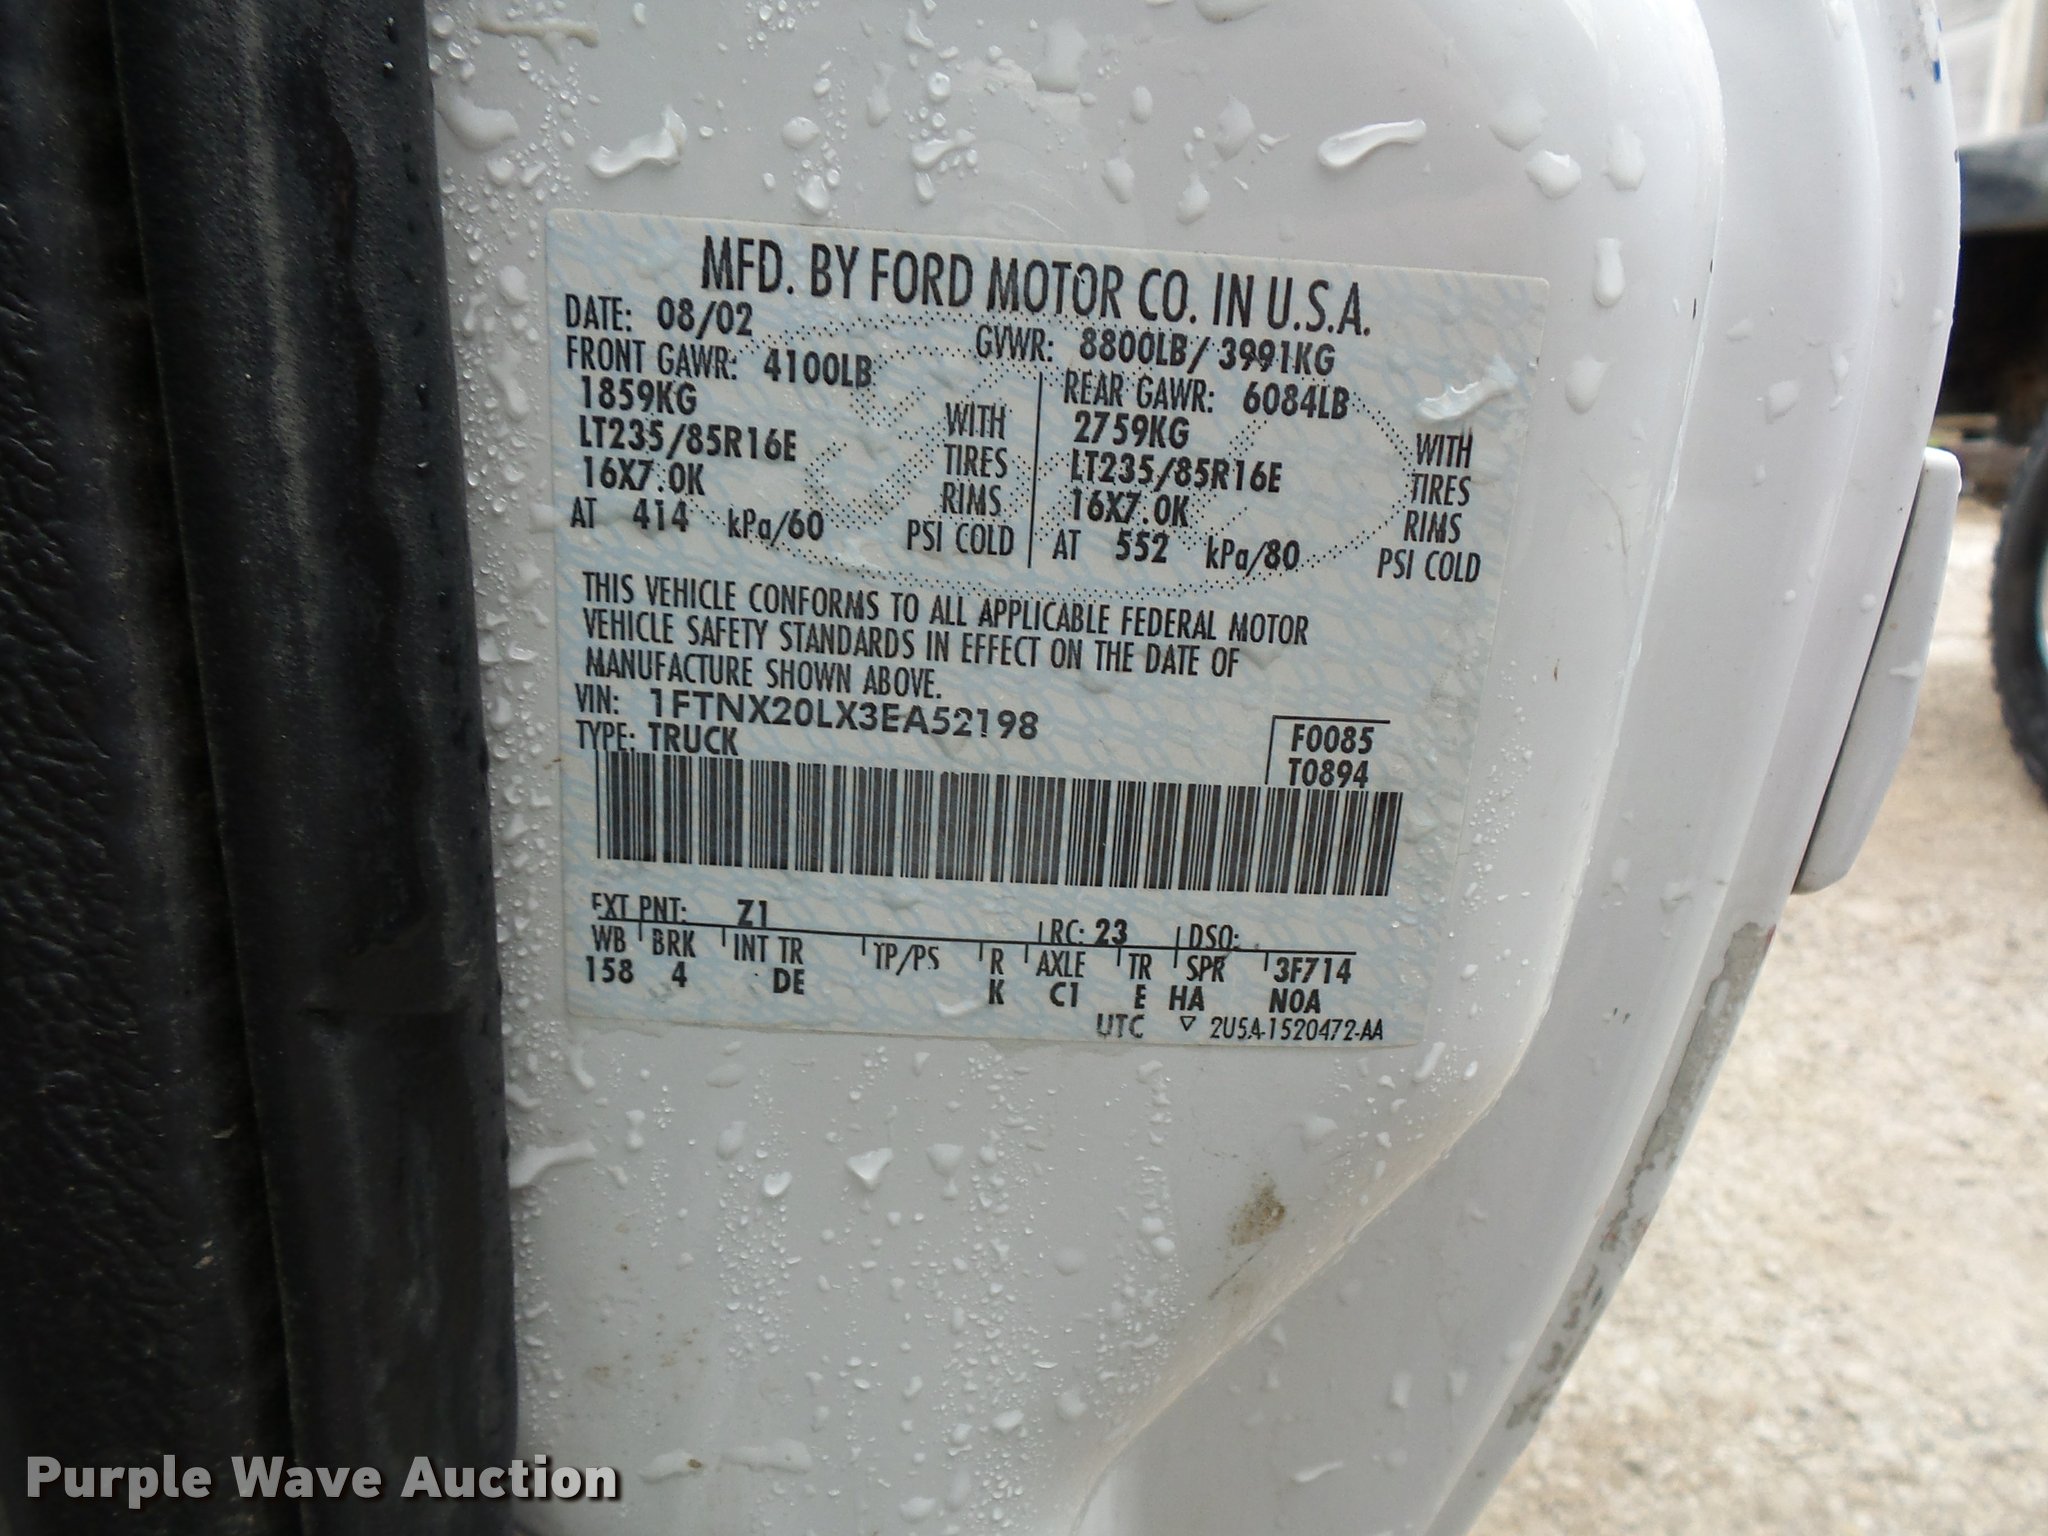 MFD. BY FORD MOTOR CO. IN U.S.A.
DATE: 08/02 GVWR: 8800LB/ 3991KG
FRONT GAWR: 4100LB REAR GAWR: 6084LB
1859KG WITH 2759KG WITH
LT235/85R16E TIRES LT235/85R16E TIRES
16X7.0K RIMS 16X7.0K RIMS
AT 414 kPa/60 PSI COLD AT 552 kPa/80 PSI COLD
THIS VEHICLE CONFORMS TO ALL APPLICABLE FEDERAL MOTOR
VEHICLE SAFETY STANDARDS IN EFFECT ON THE DATE OF
MANUFACTURE SHOWN ABOVE.
VIN: 1FTNX20LX3EA52198 F0085
TYPE: TRUCK T0894
EXT PNT: Z1 RC: 23 DSO:
WB BRK INT TR TP/PS R AXLE TR SPR 3F714
158 4 DE K C1 E HA N0A
UTC ▽ 2U5A-1520472-AA
Purple Wave Auction